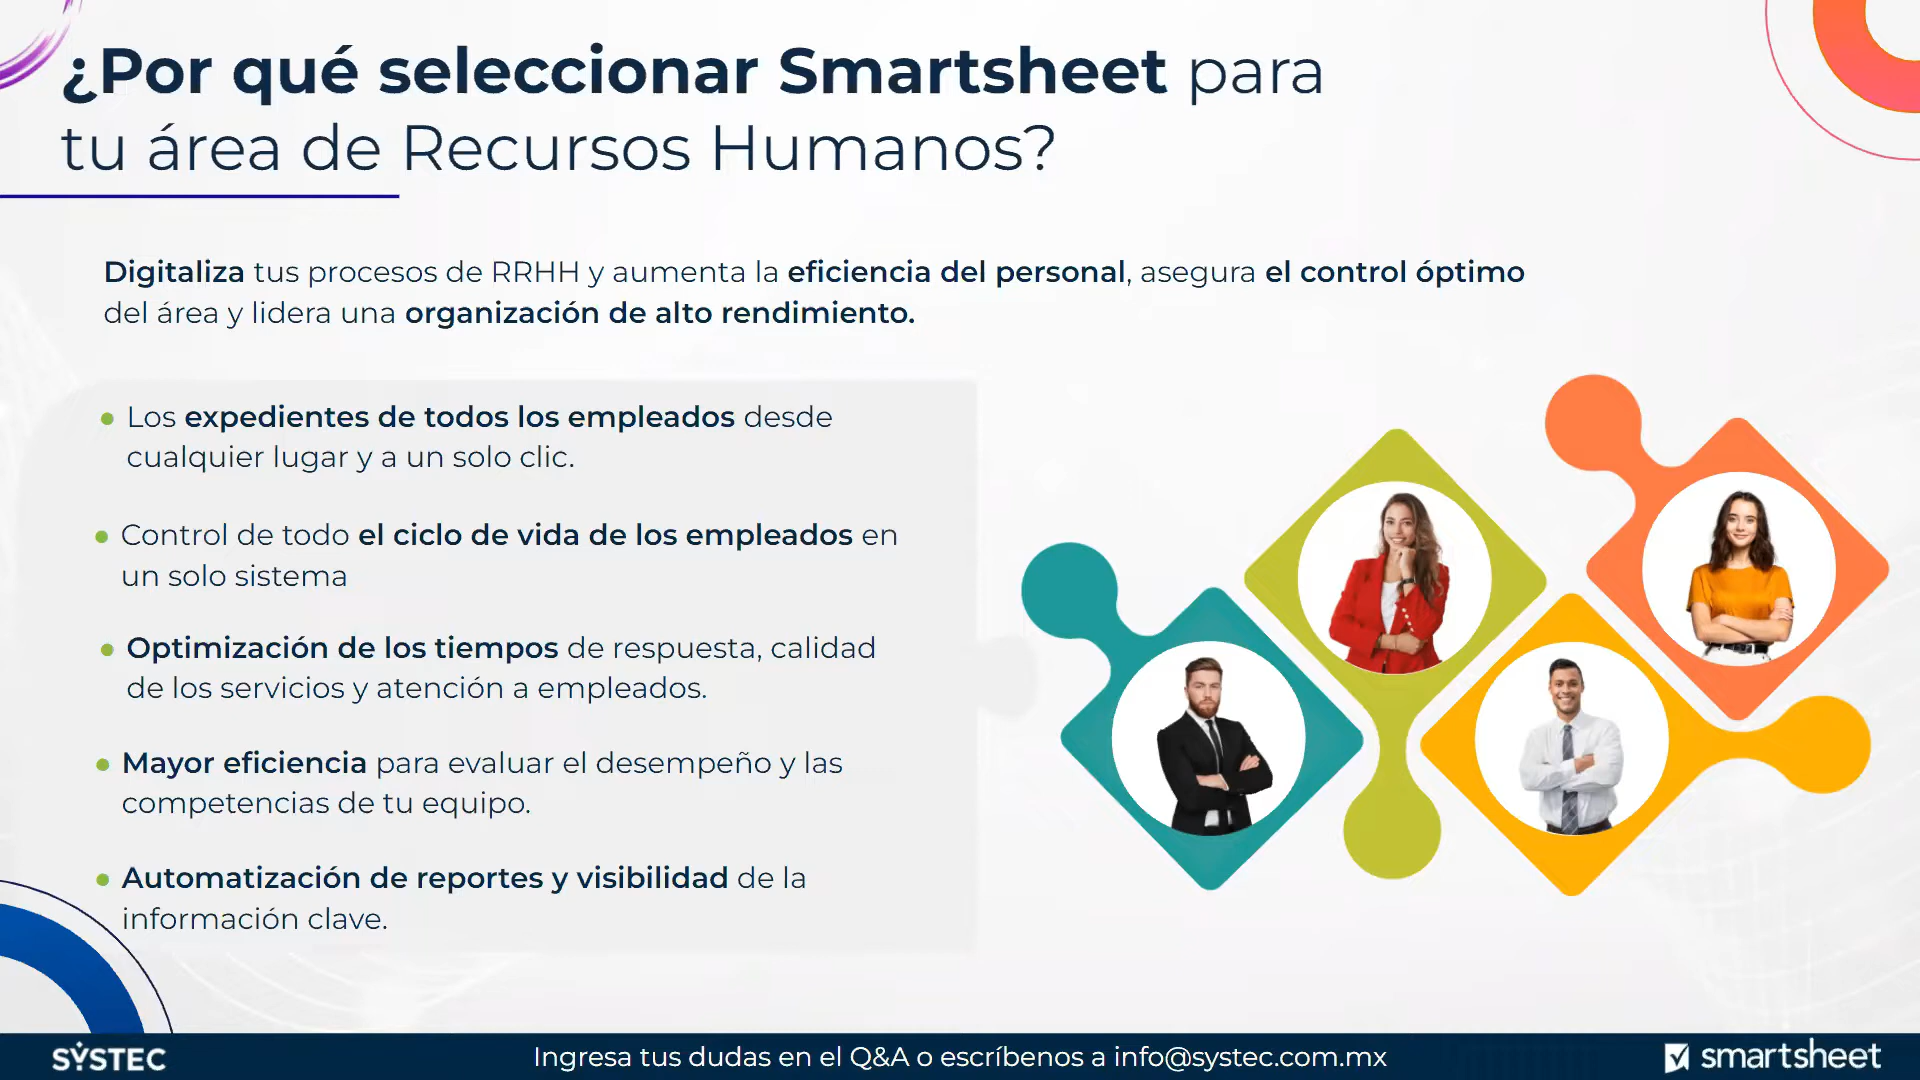 ¿Por qué seleccionar Smartsheet para
tu área de Recursos Humanos?
Digitaliza tus procesos de RRHH y aumenta la eficiencia del personal, asegura el control óptimo
del área y lidera una organización de alto rendimiento.
• Los expedientes de todos los empleados desde
cualquier lugar y a un solo clic.
• Control de todo el ciclo de vida de los empleados en
un solo sistema
• Optimización de los tiempos de respuesta, calidad
de los servicios y atención a empleados.
• Mayor eficiencia para evaluar el desempeño y las
competencias de tu equipo.
• Automatización de reportes y visibilidad de la
información clave.
SYSTEC
Ingresa tus dudas en el Q&A o escríbenos a info@systec.com.mx
smartsheet